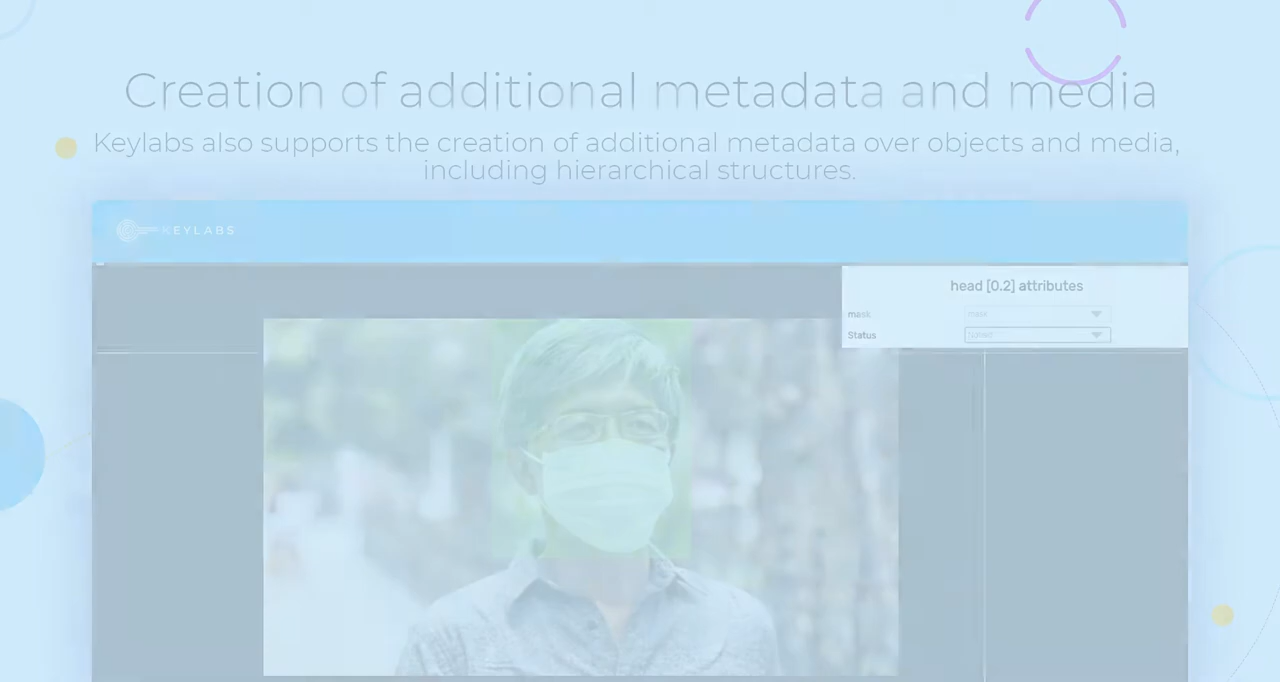 Creation of additional metadata and media
Keylabs also supports the creation of additional metadata over objects and media,
including hierarchical structures.
KEYLABS
head [0.2] attributes
mask
mask
Status